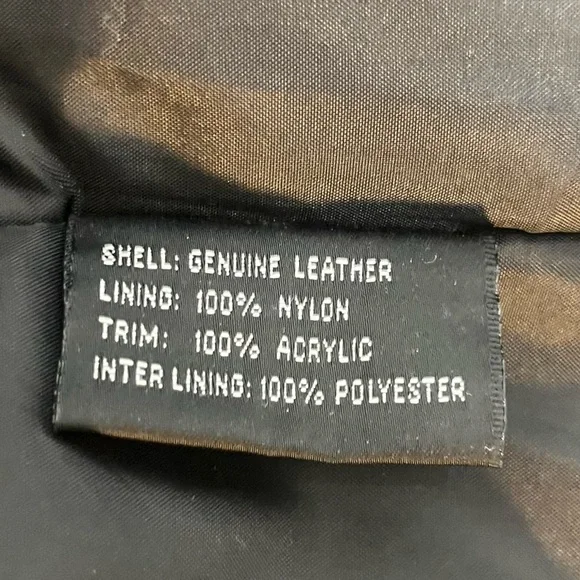 SHELL: GENUINE LEATHER
LINING: 100% NYLON
TRIM: 100% ACRYLIC
INTER LINING: 100% POLYESTER